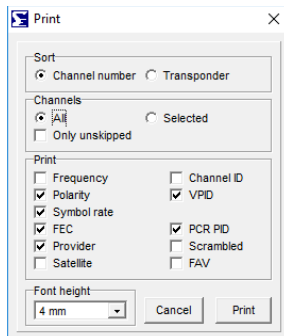 Print
Sort
Channel number Transponder
Channels
All Selected
Only unskipped
Print
Frequency Channel ID
Polarity VPID
Symbol rate
FEC PCR PID
Provider Scrambled
Satellite FAV
Font height
4 mm Cancel Print